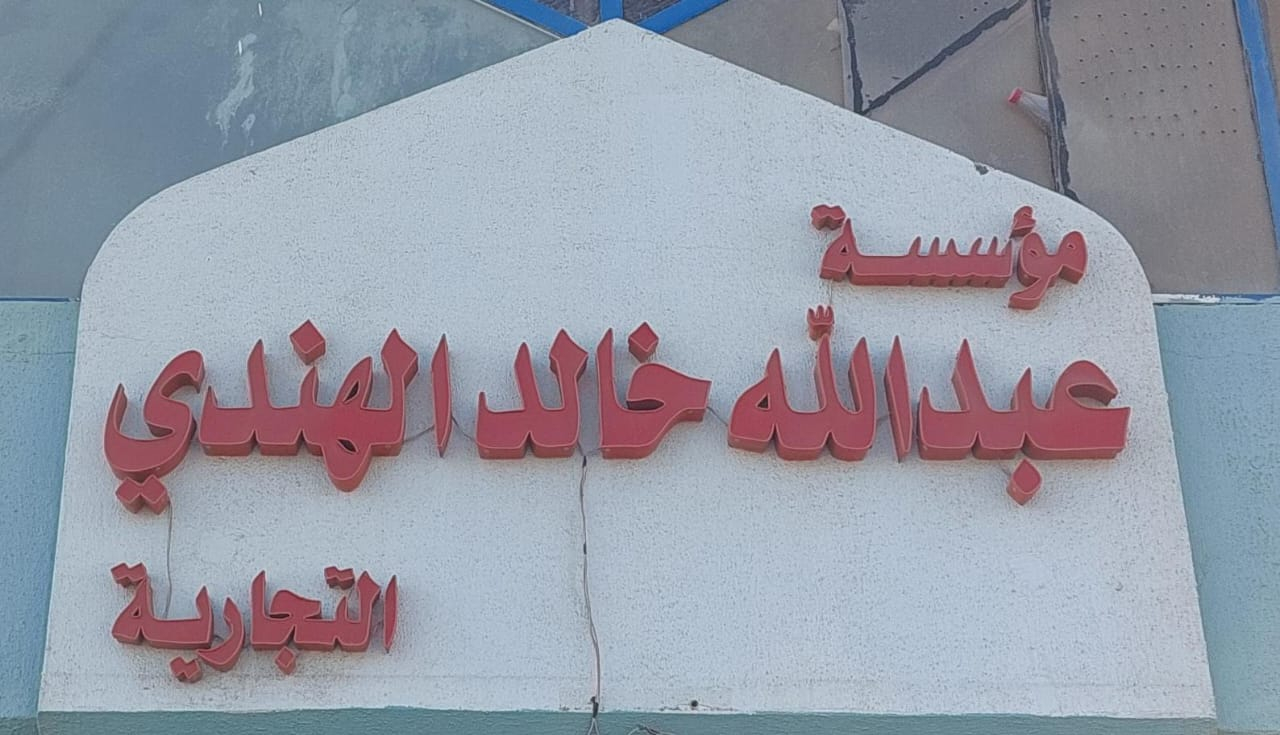 مؤسسة
عبدالله خالد الهندي
التجارية